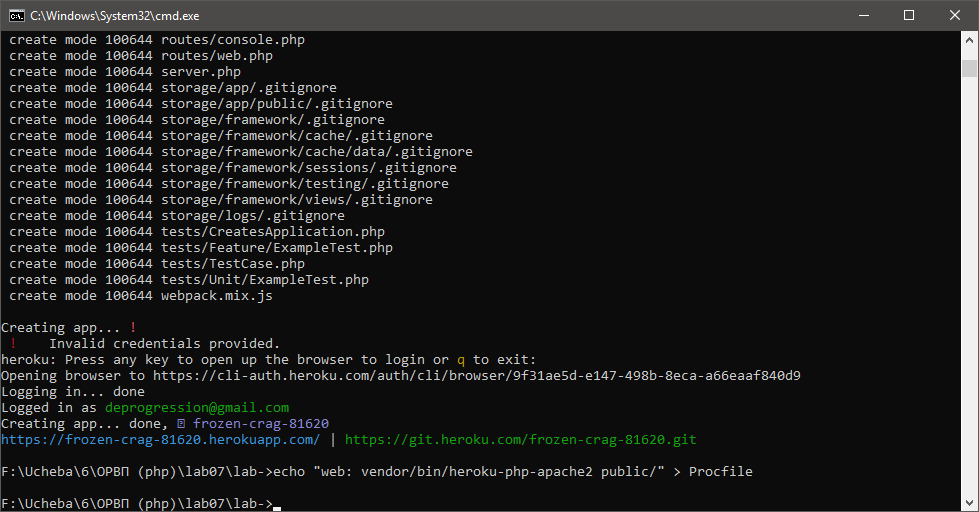 C:\Windows\System32\cmd.exe
create mode 100644 routes/console.php
create mode 100644 routes/web.php
create mode 100644 server.php
create mode 100644 storage/app/.gitignore
create mode 100644 storage/app/public/.gitignore
create mode 100644 storage/framework/.gitignore
create mode 100644 storage/framework/cache/.gitignore
create mode 100644 storage/framework/cache/data/.gitignore
create mode 100644 storage/framework/sessions/.gitignore
create mode 100644 storage/framework/testing/.gitignore
create mode 100644 storage/framework/views/.gitignore
create mode 100644 storage/logs/.gitignore
create mode 100644 tests/CreatesApplication.php
create mode 100644 tests/Feature/ExampleTest.php
create mode 100644 tests/TestCase.php
create mode 100644 tests/Unit/ExampleTest.php
create mode 100644 webpack.mix.js
Creating app... !
!    Invalid credentials provided.
heroku: Press any key to open up the browser to login or q to exit:
Opening browser to https://cli-auth.heroku.com/auth/cli/browser/9f31ae5d-e147-498b-8eca-a66eaaf840d9
Logging in... done
Logged in as deprogression@gmail.com
Creating app... done, frozen-crag-81620
https://frozen-crag-81620.herokuapp.com/ | https://git.heroku.com/frozen-crag-81620.git
F:\Ucheba\6\ОРВП (php)\lab07\lab->echo "web: vendor/bin/heroku-php-apache2 public/" > Procfile
F:\Ucheba\6\ОРВП (php)\lab07\lab->